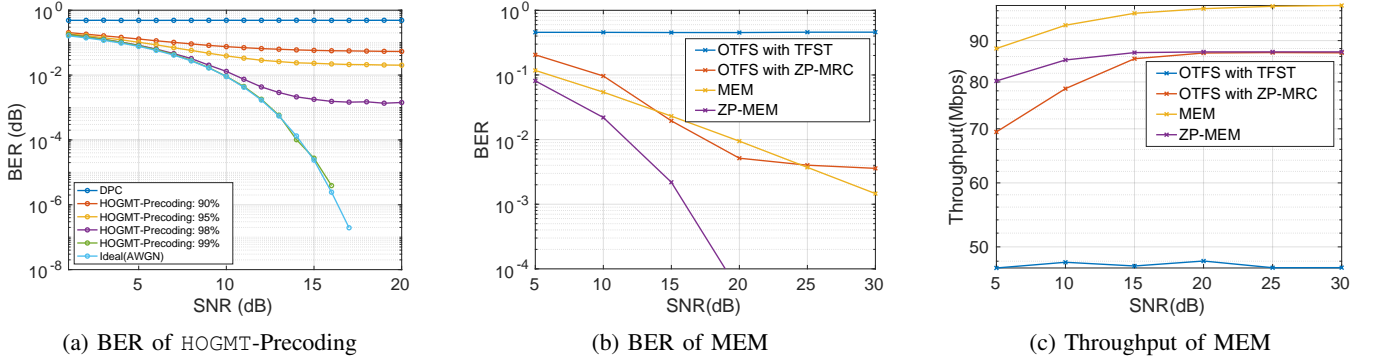 10^0
10^-2
10^-4
10^-6
10^-8
BER (dB)
5
10
15
20
SNR (dB)
DPC
HOGMT-Precoding: 90%
HOGMT-Precoding: 95%
HOGMT-Precoding: 98%
HOGMT-Precoding: 99%
Ideal(AWGN)
(a) BER of HOGMT-Precoding
10^0
10^-1
10^-2
10^-3
10^-4
BER
5
10
15
20
25
30
SNR(dB)
OTFS with TFST
OTFS with ZP-MRC
MEM
ZP-MEM
(b) BER of MEM
90
80
70
60
50
Throughput(Mbps)
5
10
15
20
25
30
SNR(dB)
OTFS with TFST
OTFS with ZP-MRC
MEM
ZP-MEM
(c) Throughput of MEM